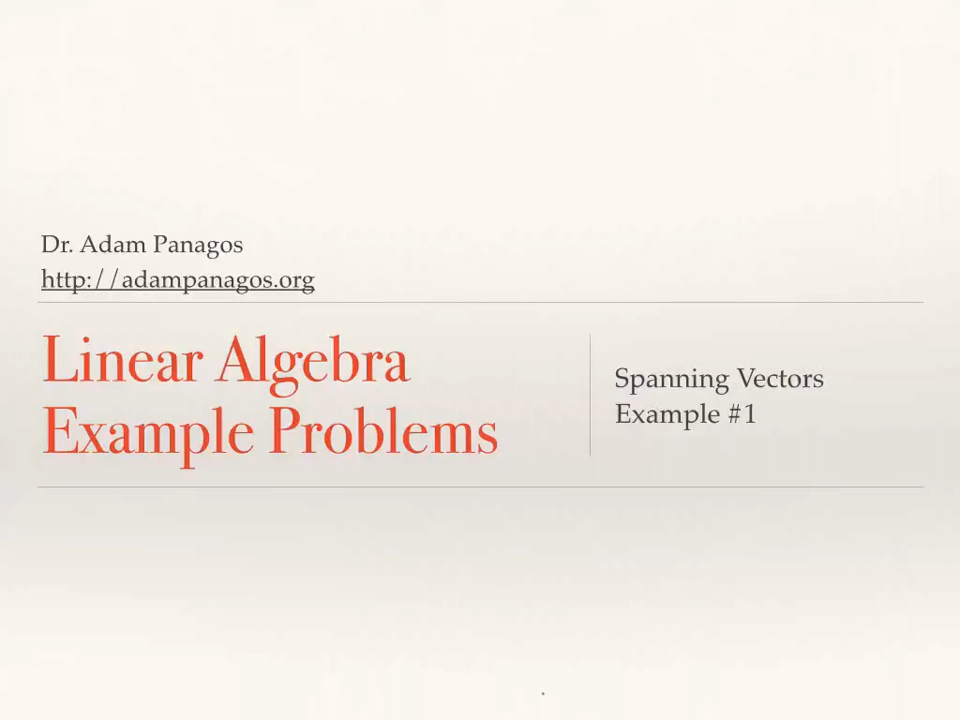 Dr. Adam Panagos
http://adampanagos.org
Linear Algebra
Example Problems
Spanning Vectors
Example #1